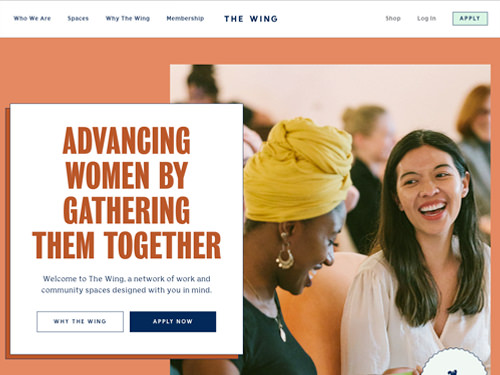 Who We Are Spaces Why The Wing Membership THE WING Shop Log In APPLY
ADVANCING
WOMEN BY
GATHERING
THEM TOGETHER
Welcome to The Wing, a network of work and
community spaces designed with you in mind.
WHY THE WING APPLY NOW